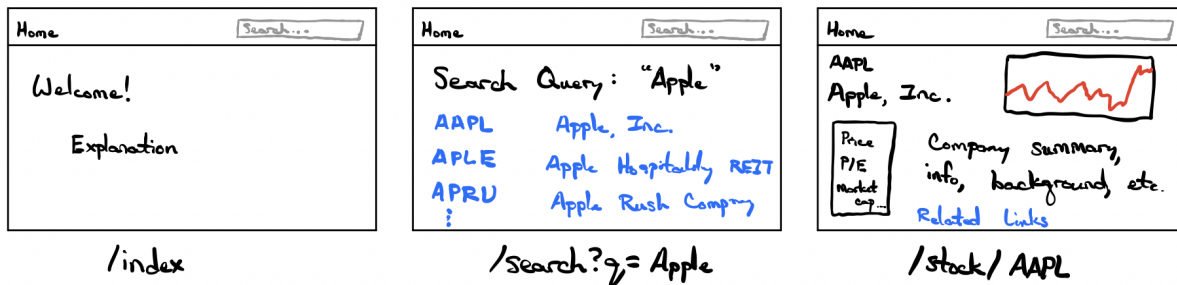 Home Search...
Welcome!
Explanation
/index
Home Search...
Search Query: "Apple"
AAPL Apple, Inc.
APLE Apple Hospitality REIT
APRU Apple Rush Company
/search?q=Apple
Home Search...
AAPL
Apple, Inc.
Price
P/E
Market
cap...
Company summary,
info, background, etc.
Related Links
/stock/AAPL